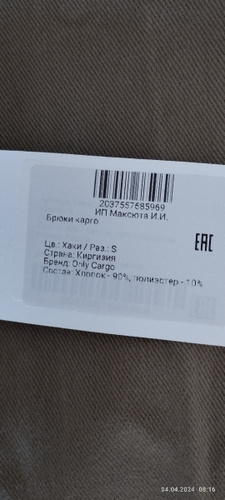 2037557685969
ИП Максюта И.И.
Брюки карго
EAC
Цв.: Хаки / Раз.: S
Страна: Киргизия
Бренд: Only Cargo
Состав: Хлопок - 90%, полиэстер - 10%
04.04.2024 08:16